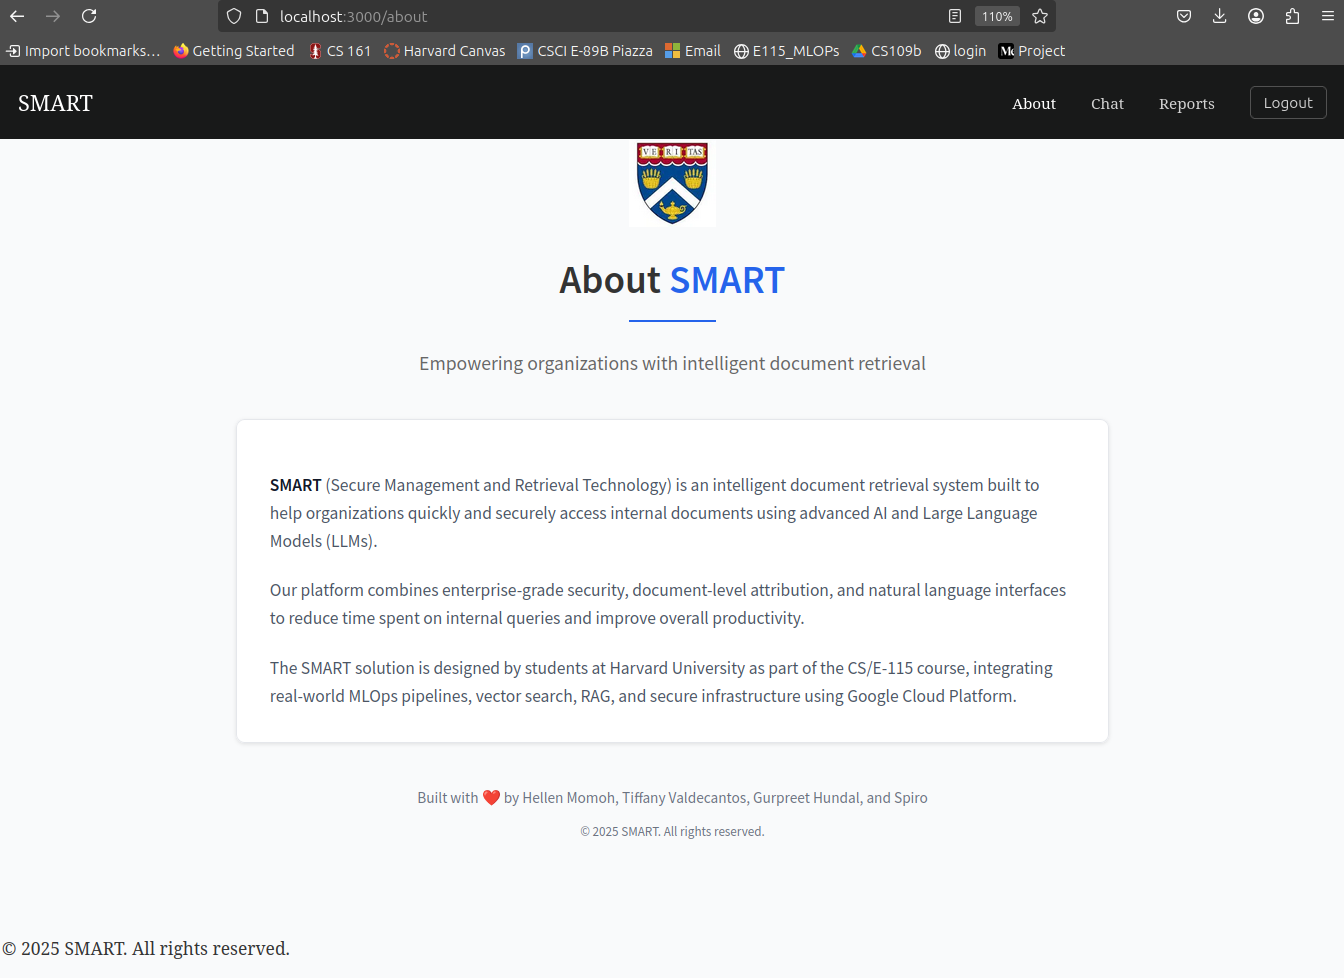 localhost:3000/about
110%
Import bookmarks... Getting Started CS 161 Harvard Canvas CSCI E-89B Piazza Email E115_MLOPs CS109b login Project
SMART
About Chat Reports Logout
VE RI TAS
About SMART
Empowering organizations with intelligent document retrieval
SMART (Secure Management and Retrieval Technology) is an intelligent document retrieval system built to
help organizations quickly and securely access internal documents using advanced AI and Large Language
Models (LLMs).
Our platform combines enterprise-grade security, document-level attribution, and natural language interfaces
to reduce time spent on internal queries and improve overall productivity.
The SMART solution is designed by students at Harvard University as part of the CS/E-115 course, integrating
real-world MLOps pipelines, vector search, RAG, and secure infrastructure using Google Cloud Platform.
Built with ❤️ by Hellen Momoh, Tiffany Valdecantos, Gurpreet Hundal, and Spiro
© 2025 SMART. All rights reserved.
© 2025 SMART. All rights reserved.